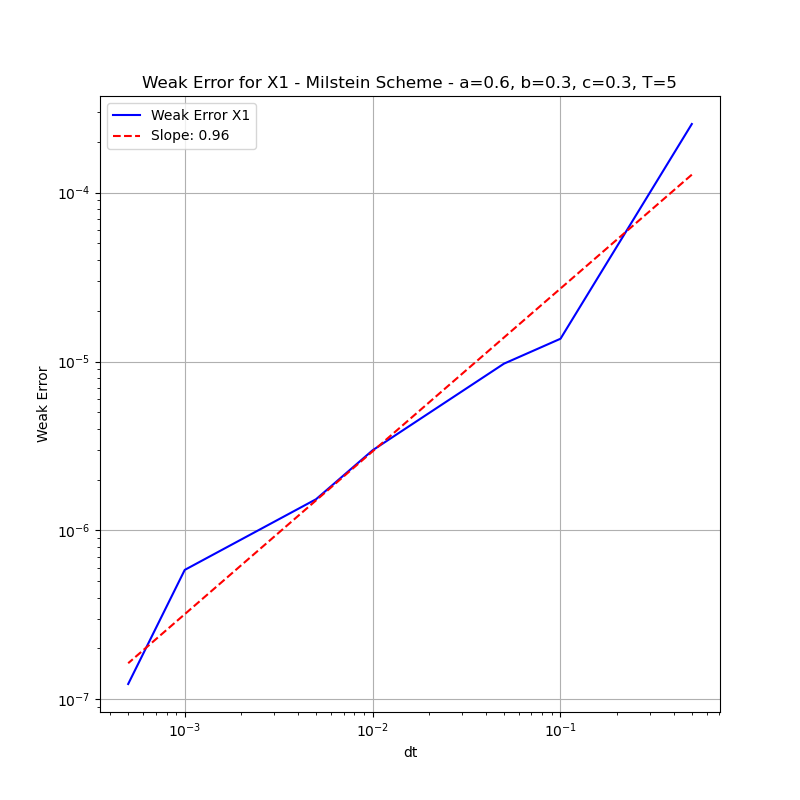 Weak Error for X1 - Milstein Scheme - a=0.6, b=0.3, c=0.3, T=5
Weak Error X1
Slope: 0.96
10⁻⁴
10⁻⁵
10⁻⁶
10⁻⁷
Weak Error
10⁻³
10⁻²
10⁻¹
dt